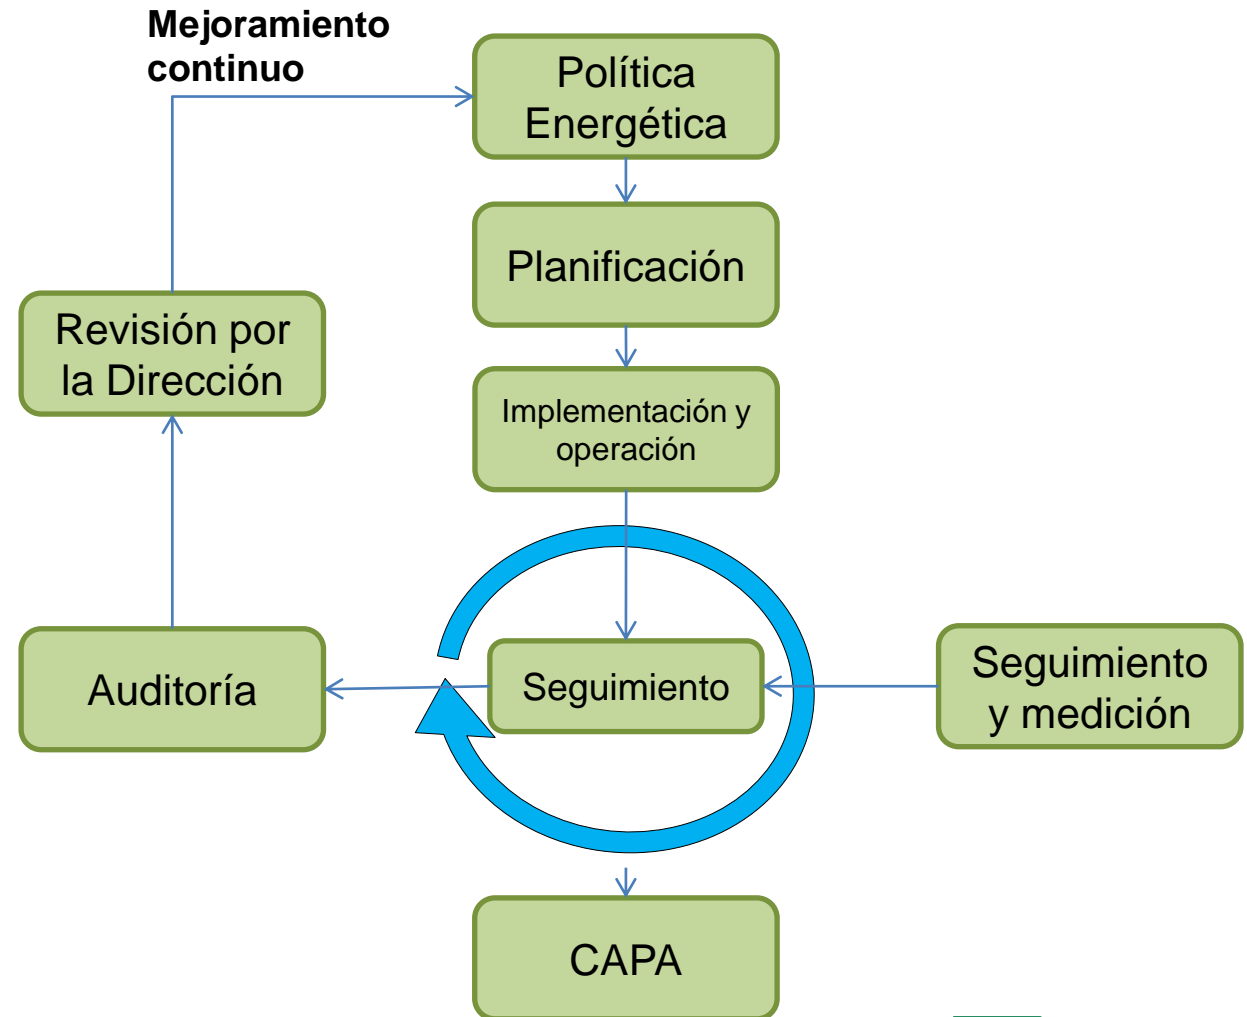 Mejoramiento
continuo
Política
Energética
Planificación
Revisión por
la Dirección
Implementación y
operación
Auditoría
Seguimiento
Seguimiento
y medición
CAPA